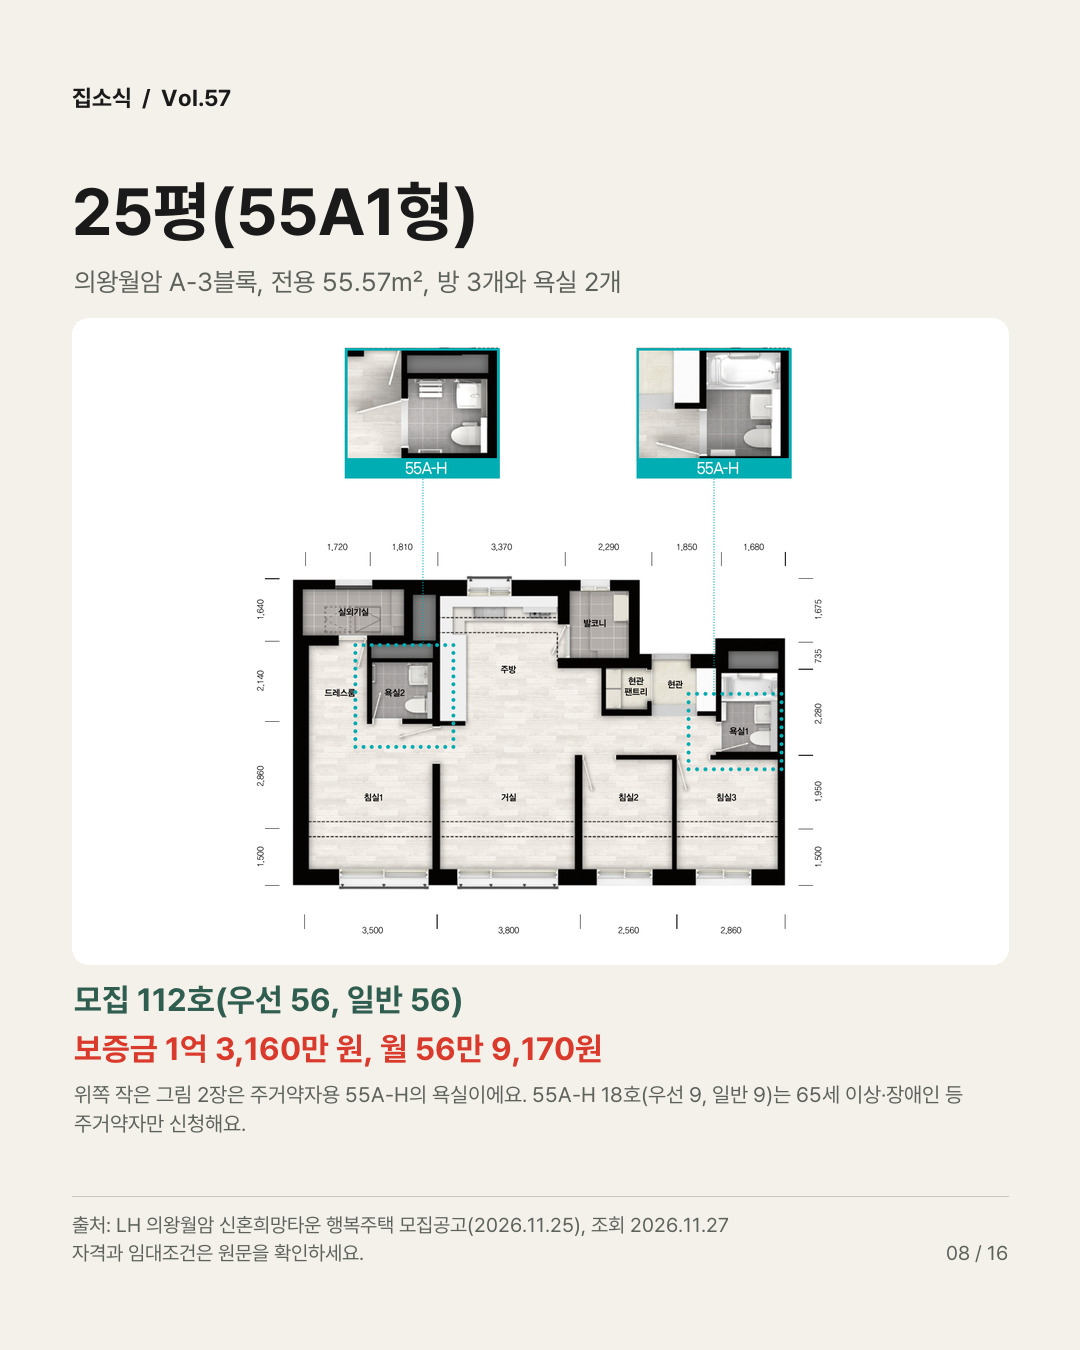 집소식 / Vol.57
25평(55A1형)
의왕월암 A-3블록, 전용 55.57m², 방 3개와 욕실 2개
55A-H
55A-H
1,720
1,810
3,370
2,290
1,850
1,680
1,640
2,140
2,860
1,500
실외기실
발코니
주방
드레스룸
욕실2
현관
팬트리
현관
욕실1
침실1
거실
침실2
침실3
1,675
735
2,280
1,950
1,500
3,500
3,800
2,560
2,860
모집 112호(우선 56, 일반 56)
보증금 1억 3,160만 원, 월 56만 9,170원
위쪽 작은 그림 2장은 주거약자용 55A-H의 욕실이에요. 55A-H 18호(우선 9, 일반 9)는 65세 이상·장애인 등
주거약자만 신청해요.
출처: LH 의왕월암 신혼희망타운 행복주택 모집공고(2026.11.25), 조회 2026.11.27
자격과 임대조건은 원문을 확인하세요.
08 / 16